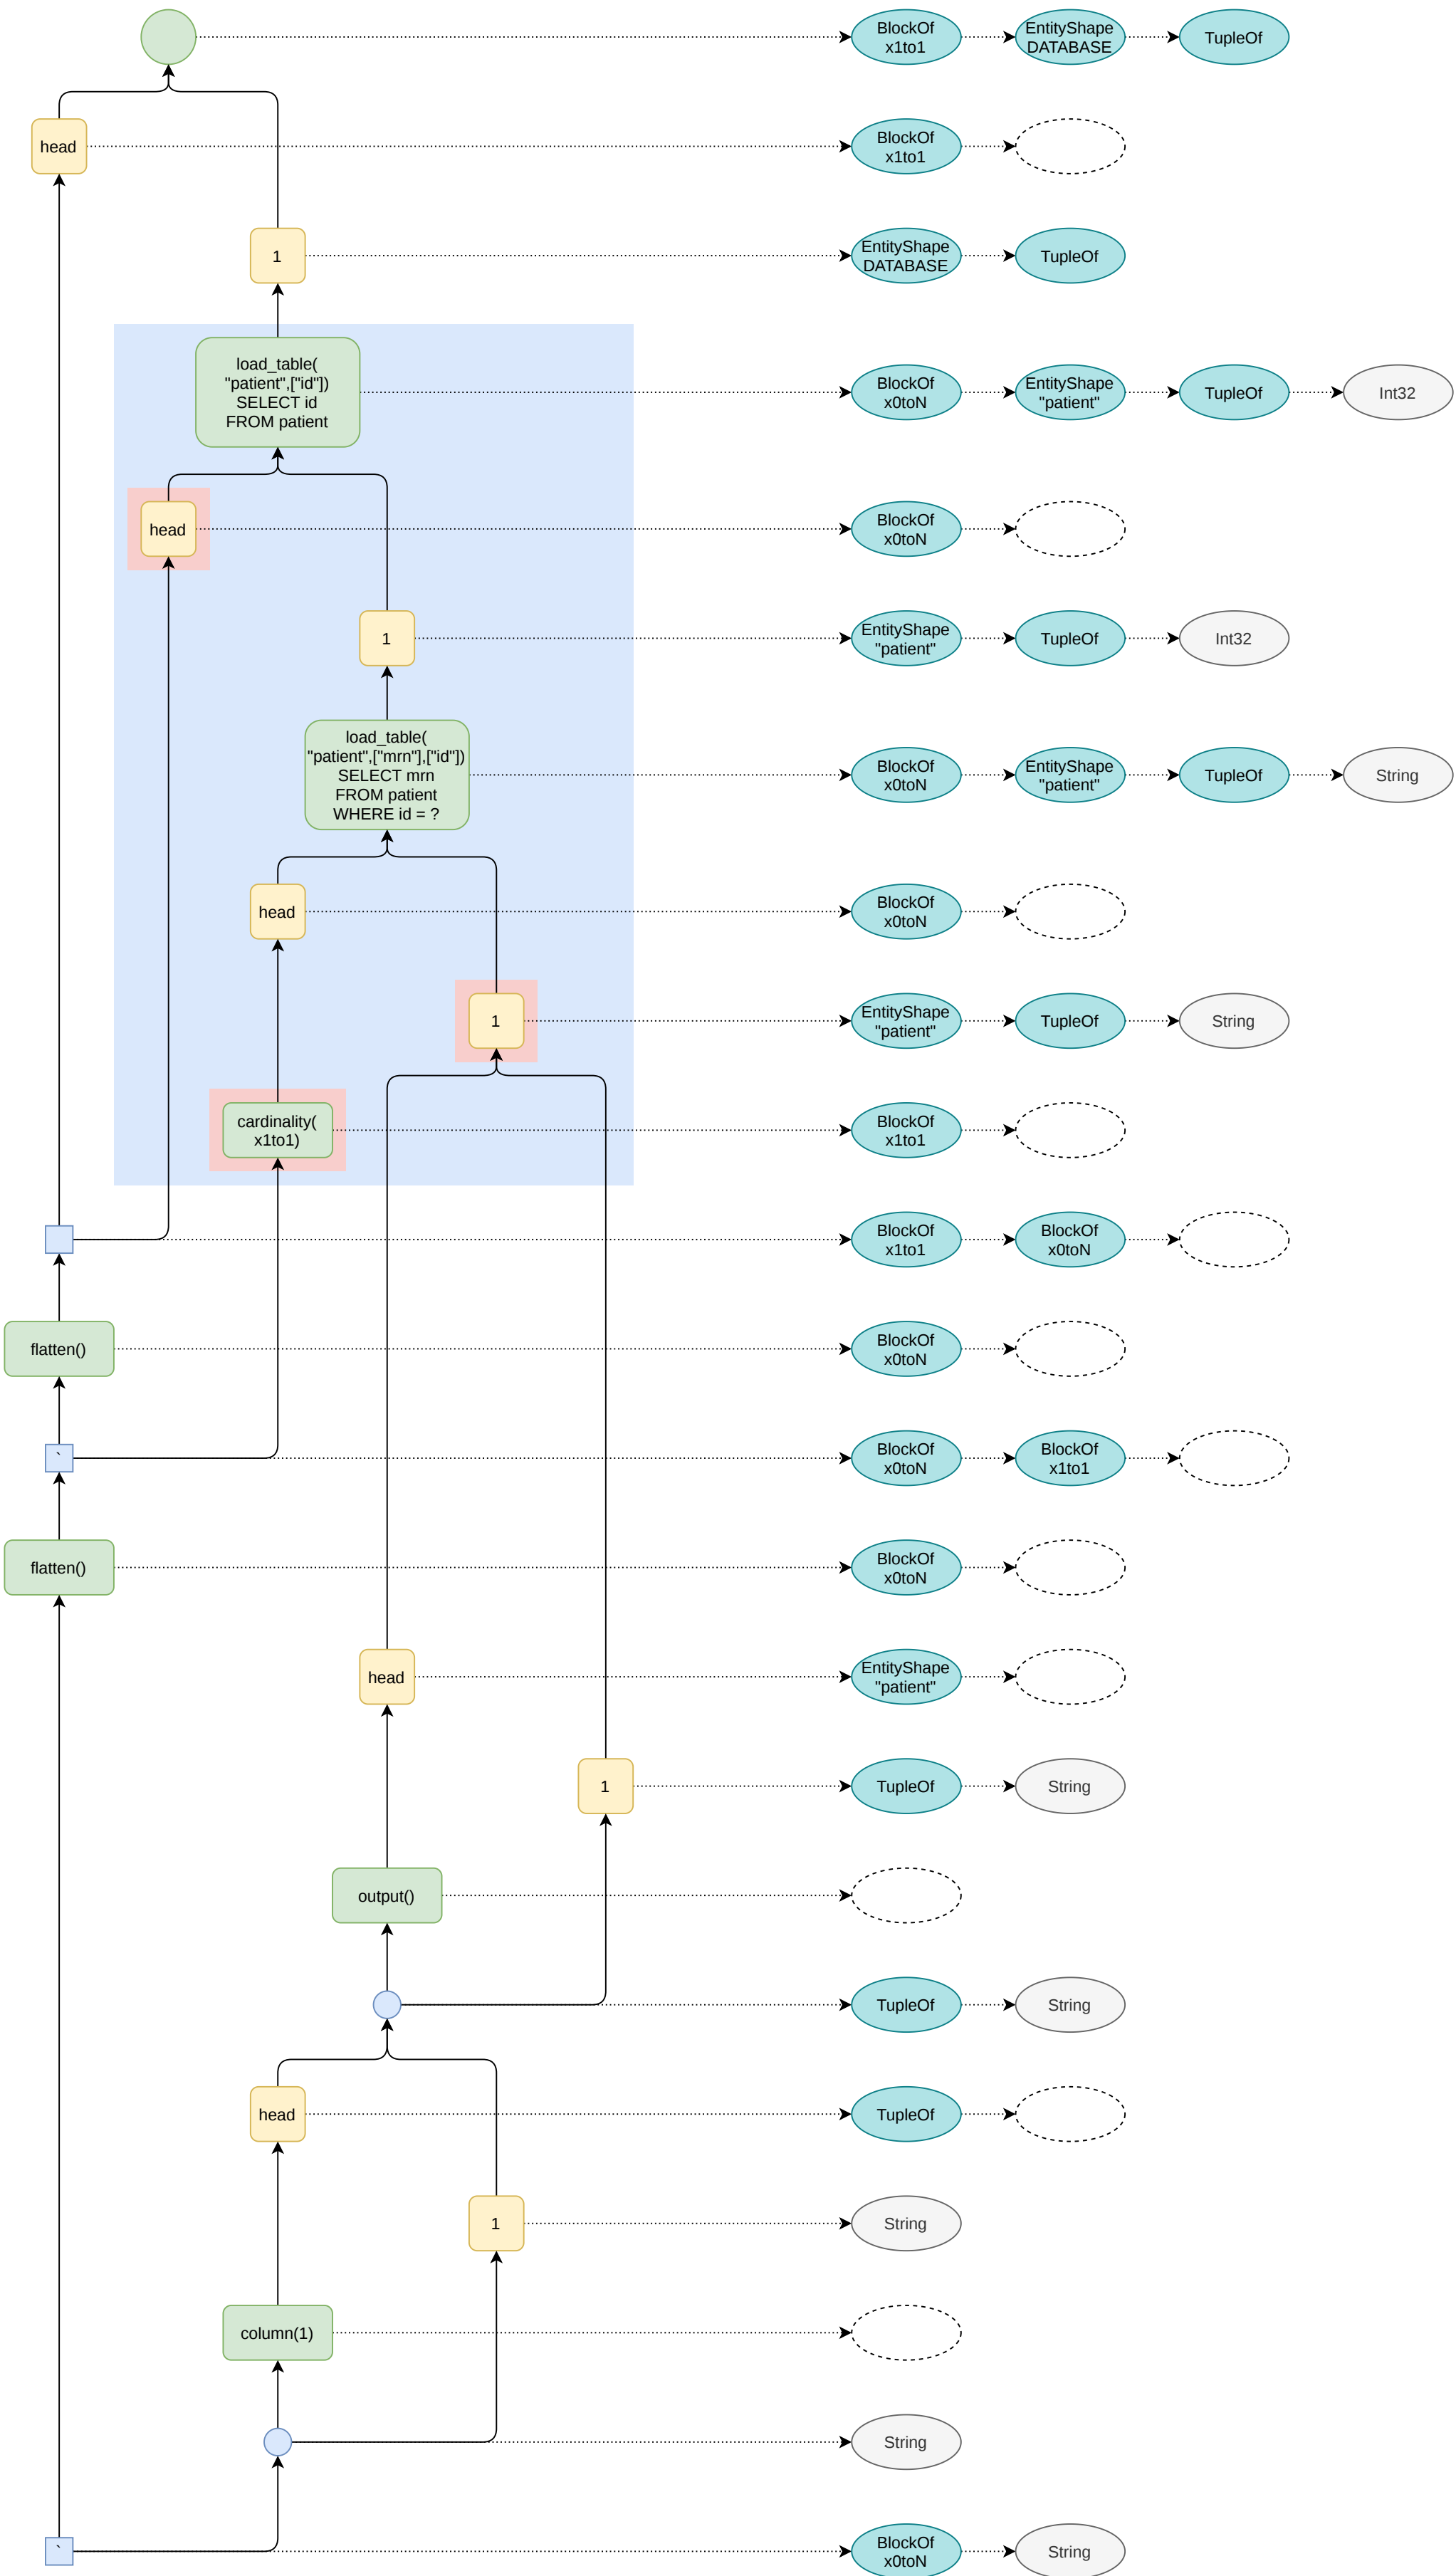 BlockOf
x1to1
EntityShape
DATABASE
TupleOf
head
BlockOf
x1to1
1
EntityShape
DATABASE
TupleOf
load_table(
"patient",["id"])
SELECT id
FROM patient
BlockOf
x0toN
EntityShape
"patient"
TupleOf
Int32
head
BlockOf
x0toN
1
EntityShape
"patient"
TupleOf
Int32
load_table(
"patient",["mrn"],["id"])
SELECT mrn
FROM patient
WHERE id = ?
BlockOf
x0toN
EntityShape
"patient"
TupleOf
String
head
BlockOf
x0toN
1
EntityShape
"patient"
TupleOf
String
cardinality(
x1to1)
BlockOf
x1to1
BlockOf
x1to1
BlockOf
x0toN
flatten()
BlockOf
x0toN
`
BlockOf
x0toN
BlockOf
x1to1
flatten()
BlockOf
x0toN
head
EntityShape
"patient"
1
TupleOf
String
output()
TupleOf
String
head
TupleOf
1
String
column(1)
String
`
BlockOf
x0toN
String